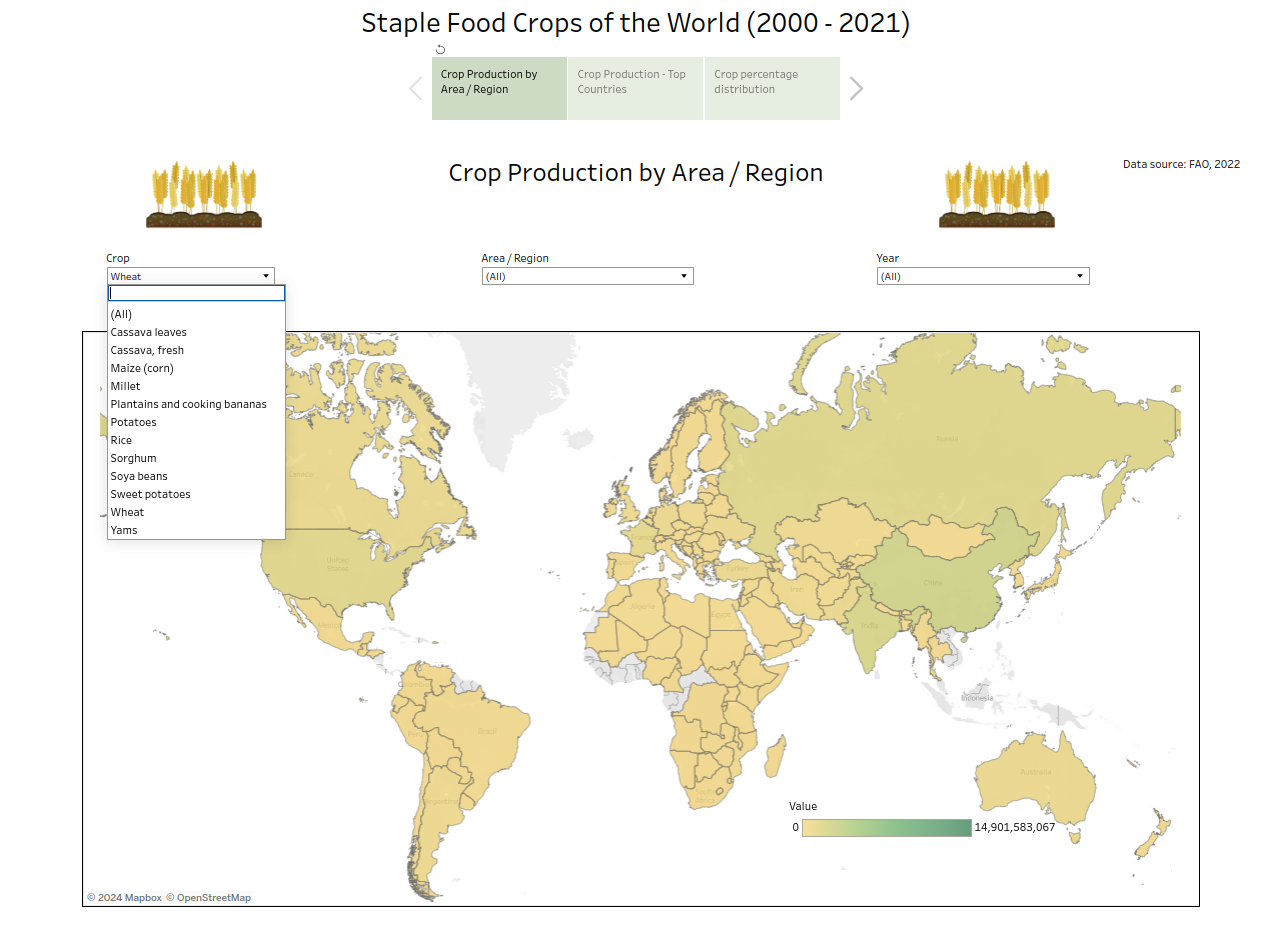 Staple Food Crops of the World (2000 - 2021)
Crop Production by
Area / Region
Crop Production - Top
Countries
Crop percentage
distribution
Crop Production by Area / Region
Data source: FAO, 2022
Crop
Wheat
Area / Region
(All)
Year
(All)
(All)
Cassava leaves
Cassava, fresh
Maize (corn)
Millet
Plantains and cooking bananas
Potatoes
Rice
Sorghum
Soya beans
Sweet potatoes
Wheat
Yams
Russia
Canada
France
United
States
Spain
Turkey
China
Iran
Algeria
Egypt
Mexico
India
Indonesia
Peru
Brazil
Australia
South
Africa
Argentina
Value
0
14,901,583,067
© 2024 Mapbox © OpenStreetMap